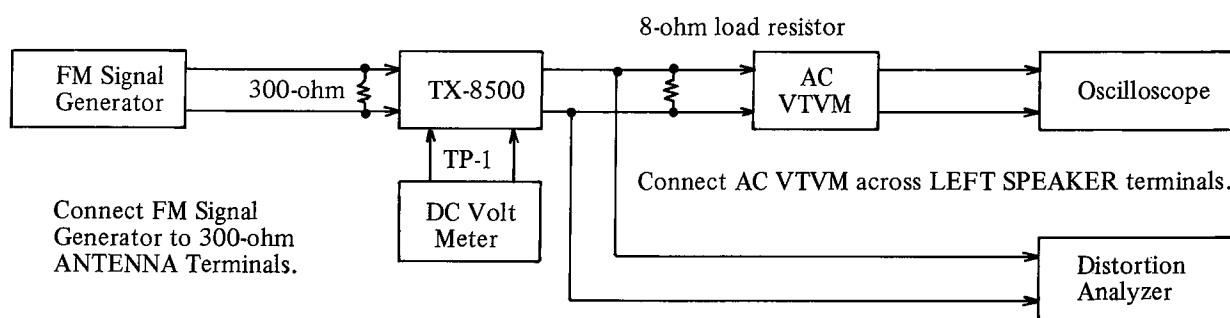 8-ohm load resistor
FM Signal
Generator
300-ohm
TX-8500
AC
VTVM
Oscilloscope
TP-1
DC Volt
Meter
Connect AC VTVM across LEFT SPEAKER terminals.
Connect FM Signal
Generator to 300-ohm
ANTENNA Terminals.
Distortion
Analyzer